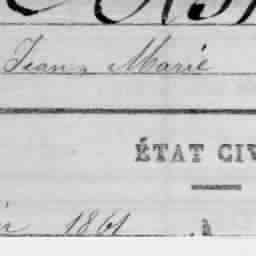 Jean, Marie
ÉTAT CIV
1861 à